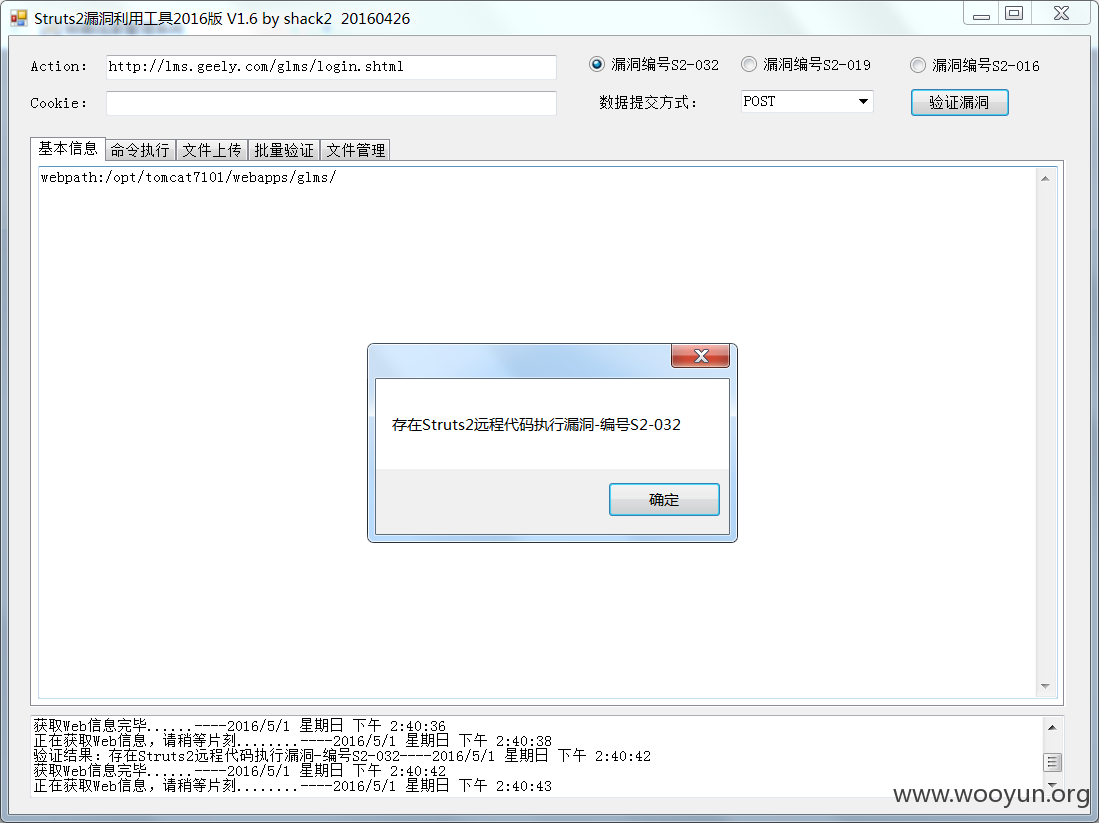 Struts2漏洞利用工具2016版 V1.6 by shack2  20160426
Action: http://lms.geely.com/glms/login.shtml 漏洞编号S2-032 漏洞编号S2-019 漏洞编号S2-016
Cookie: 数据提交方式: POST 验证漏洞
基本信息 命令执行 文件上传 批量验证 文件管理
webpath:/opt/tomcat7101/webapps/glms/
存在Struts2远程代码执行漏洞-编号S2-032
确定
获取Web信息完毕......----2016/5/1 星期日 下午 2:40:36
正在获取Web信息，请稍等片刻........----2016/5/1 星期日 下午 2:40:38
验证结果：存在Struts2远程代码执行漏洞-编号S2-032----2016/5/1 星期日 下午 2:40:42
获取Web信息完毕......----2016/5/1 星期日 下午 2:40:42
正在获取Web信息，请稍等片刻........----2016/5/1 星期日 下午 2:40:43
www.wooyun.org